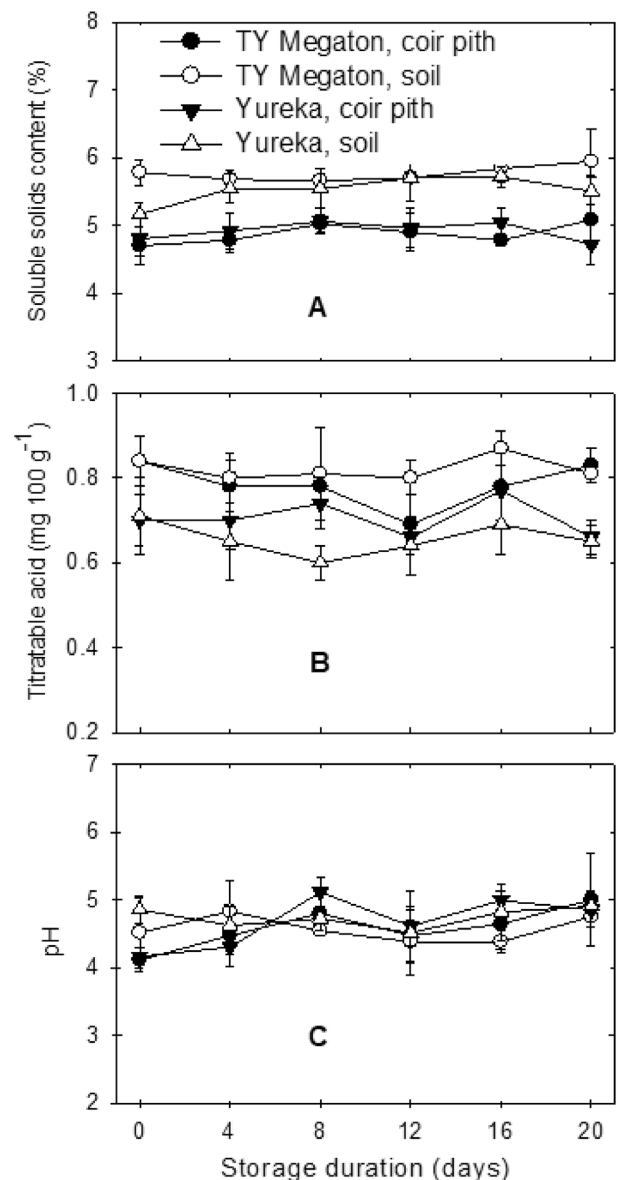 8
7
6
5
4
3
Soluble solids content (%)
TY Megaton, coir pith
TY Megaton, soil
Yureka, coir pith
Yureka, soil
A
1.0
0.8
0.6
0.4
0.2
Titratable acid (mg 100 g⁻¹)
B
7
6
5
4
3
2
pH
C
0 4 8 12 16 20
Storage duration (days)